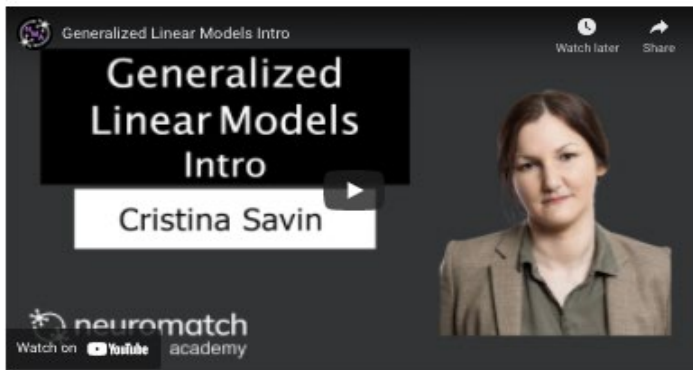 Generalized Linear Models Intro
Watch later
Share
Generalized
Linear Models
Intro
Cristina Savin
neuromatch
academy
Watch on YouTube